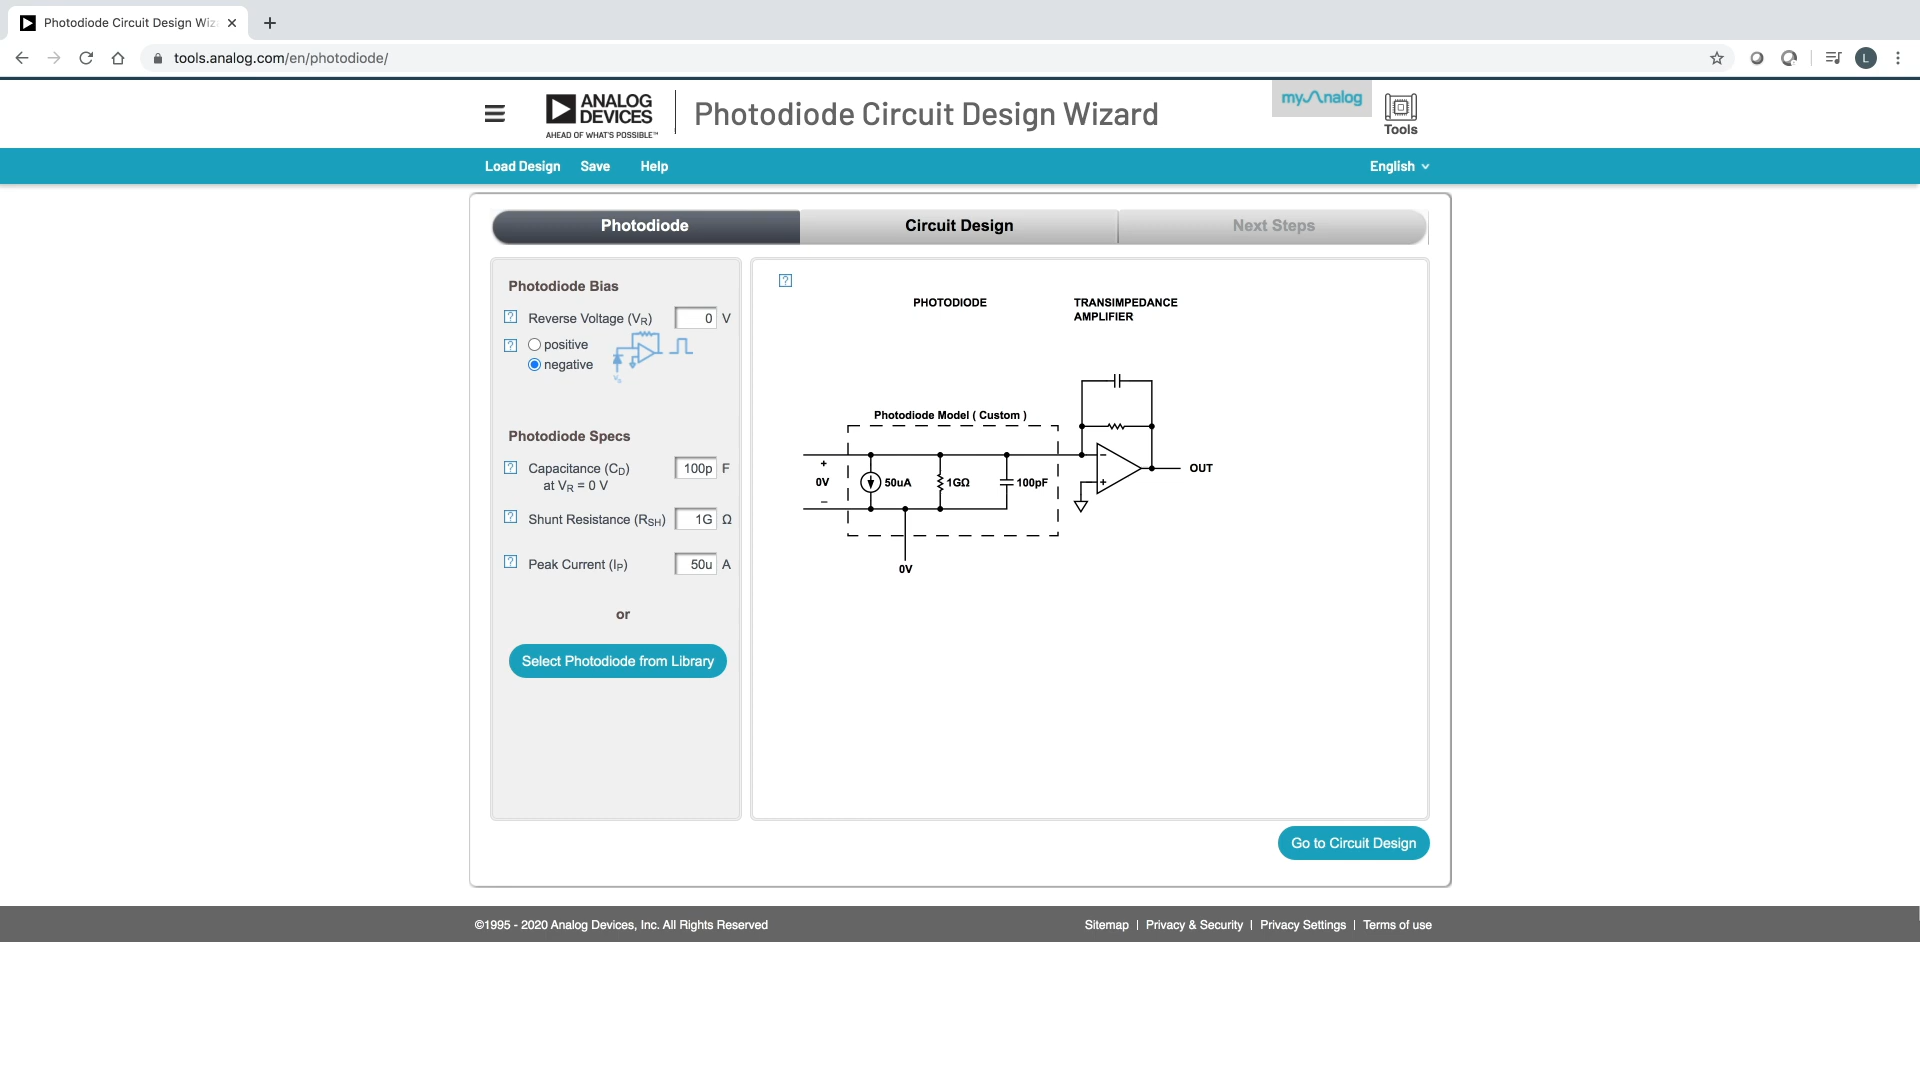 Photodiode Circuit Design Wiz
tools.analog.com/en/photodiode/
L
ANALOG
DEVICES
AHEAD OF WHAT'S POSSIBLE™
Photodiode Circuit Design Wizard
myAnalog
Tools
Load Design
Save
Help
English
Photodiode
Circuit Design
Next Steps
Photodiode Bias
? Reverse Voltage (VR) 0 V
? positive
negative
Photodiode Specs
? Capacitance (CD) 100p F
at VR = 0 V
? Shunt Resistance (RSH) 1G Ω
? Peak Current (IP) 50u A
or
Select Photodiode from Library
?
PHOTODIODE
TRANSIMPEDANCE
AMPLIFIER
Photodiode Model ( Custom )
+
0V
−
50uA
1GΩ
100pF
−
+
OUT
0V
Go to Circuit Design
©1995 - 2020 Analog Devices, Inc. All Rights Reserved
Sitemap | Privacy & Security | Privacy Settings | Terms of use